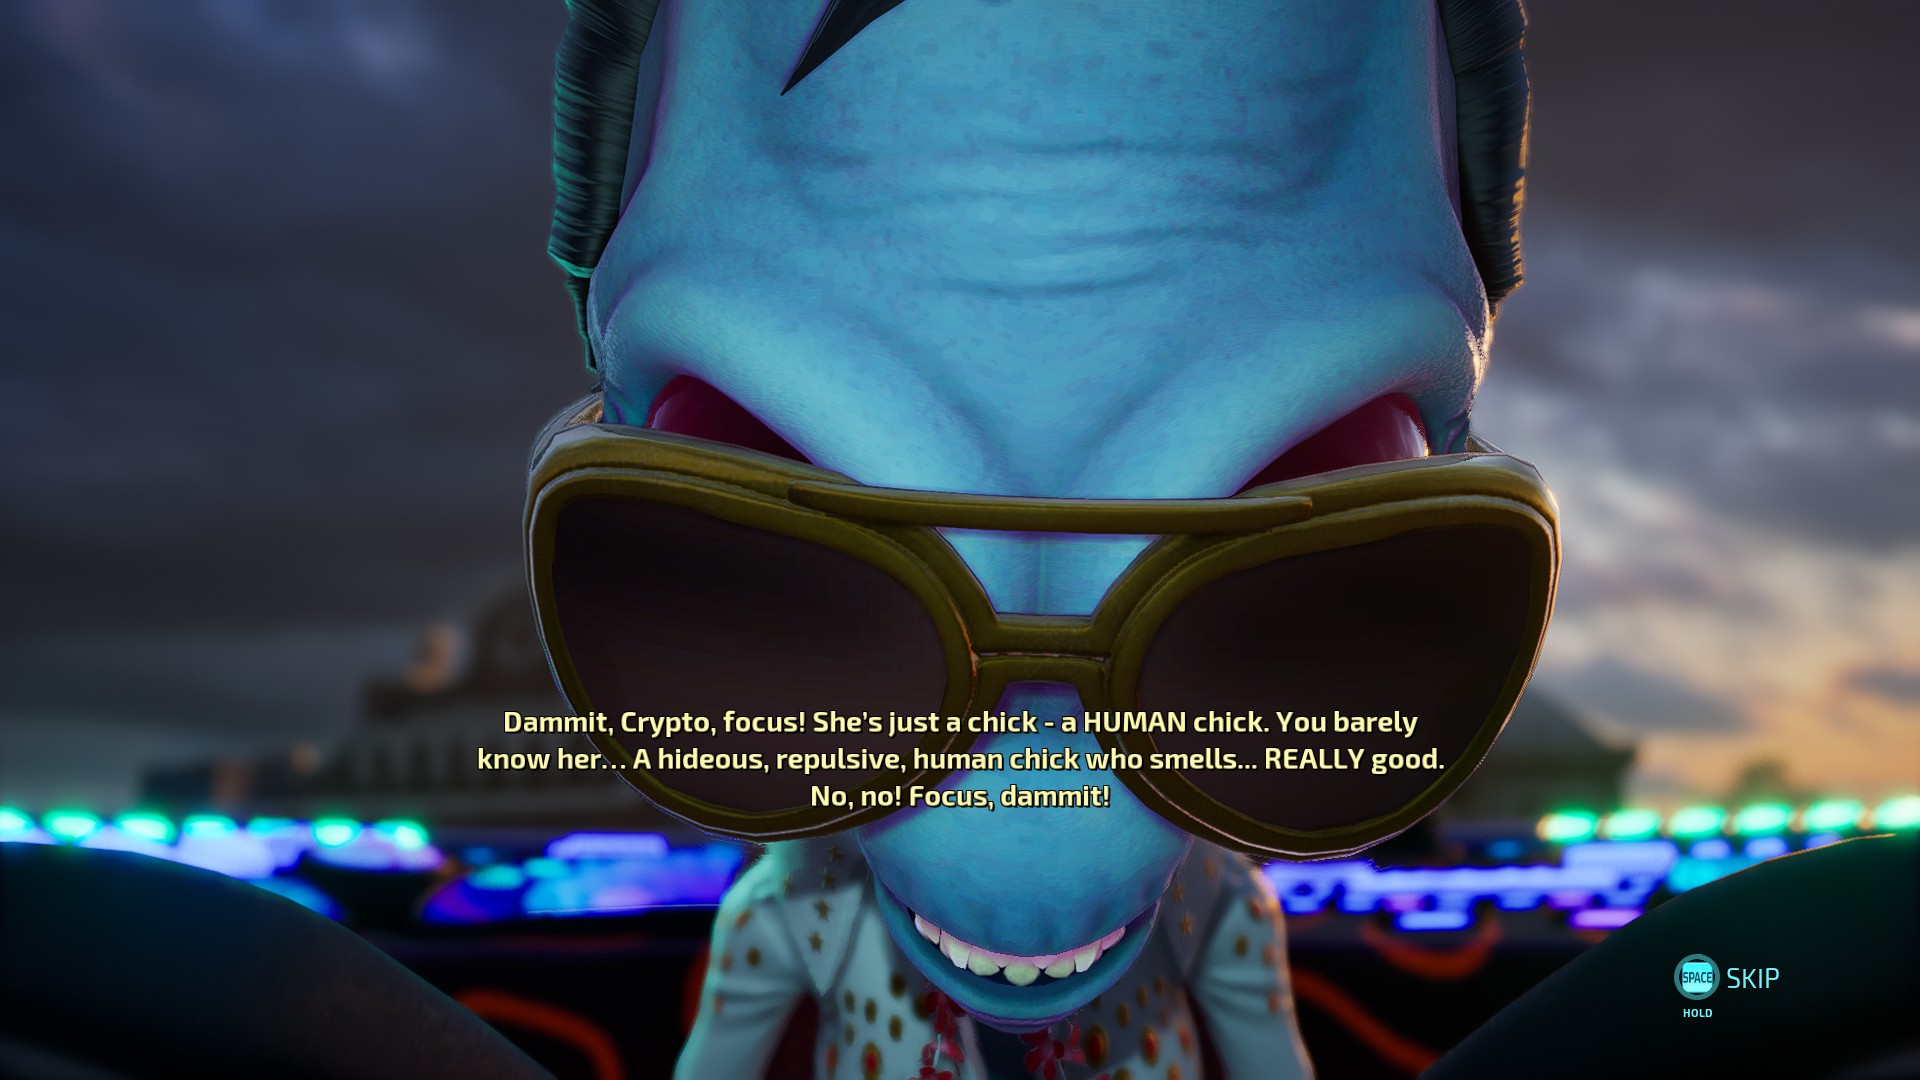 Dammit, Crypto, focus! She's just a chick - a HUMAN chick. You barely
know her... A hideous, repulsive, human chick who smells... REALLY good.
No, no! Focus, dammit!
SPACE SKIP
HOLD